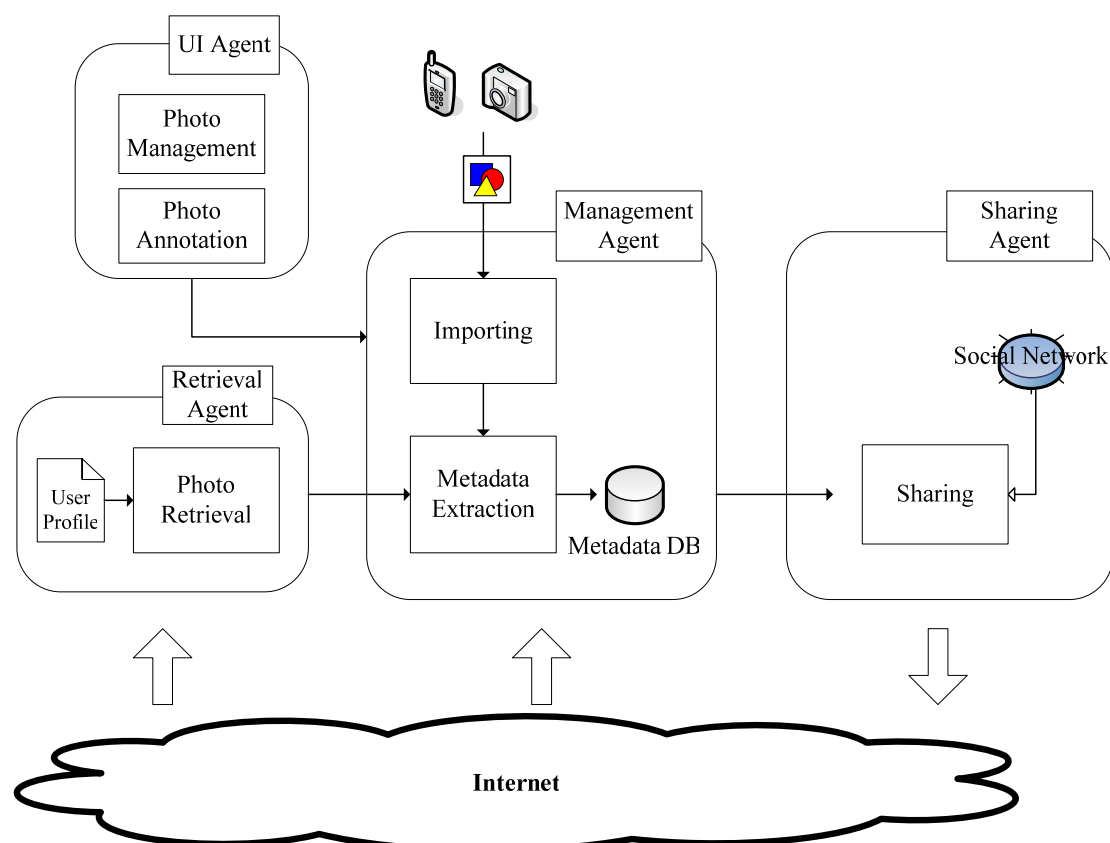 UI Agent
Photo
Management
Photo
Annotation
Management
Agent
Sharing
Agent
Importing
Social Network
Retrieval
Agent
User
Profile
Photo
Retrieval
Metadata
Extraction
Metadata DB
Sharing
Internet